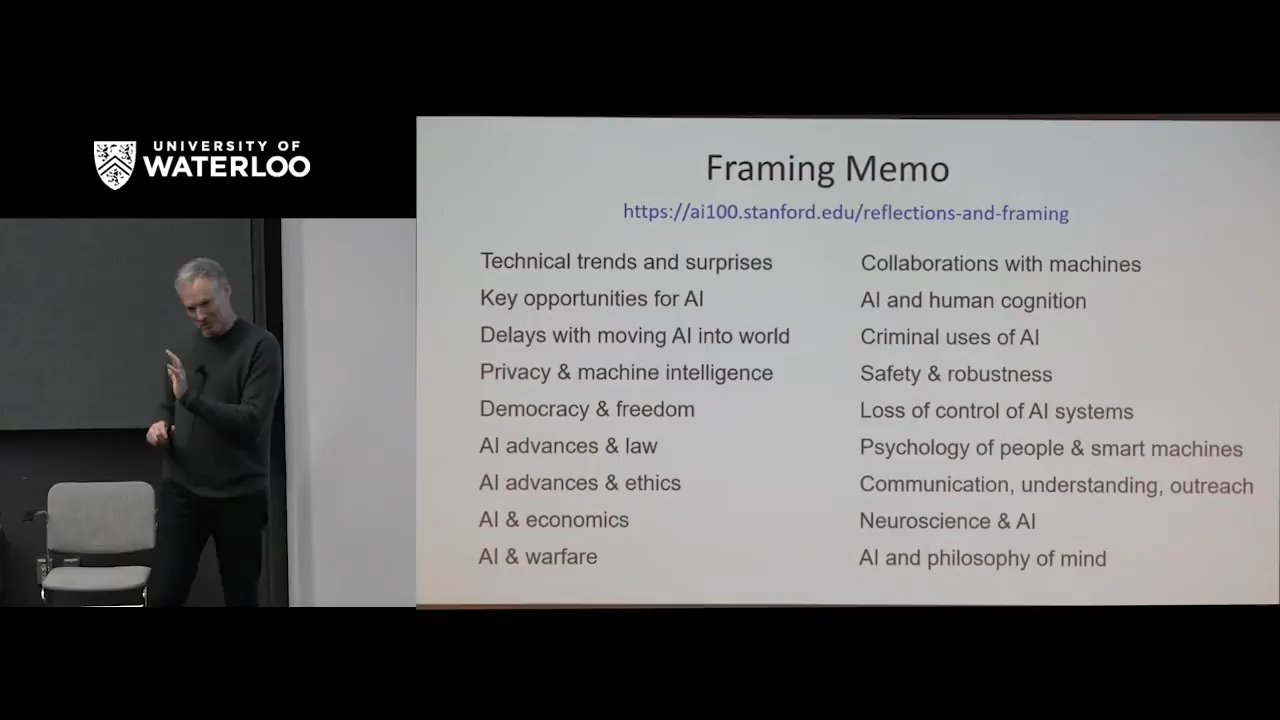 UNIVERSITY OF
WATERLOO
Framing Memo
https://ai100.stanford.edu/reflections-and-framing
Technical trends and surprises
Key opportunities for AI
Delays with moving AI into world
Privacy & machine intelligence
Democracy & freedom
AI advances & law
AI advances & ethics
AI & economics
AI & warfare
Collaborations with machines
AI and human cognition
Criminal uses of AI
Safety & robustness
Loss of control of AI systems
Psychology of people & smart machines
Communication, understanding, outreach
Neuroscience & AI
AI and philosophy of mind